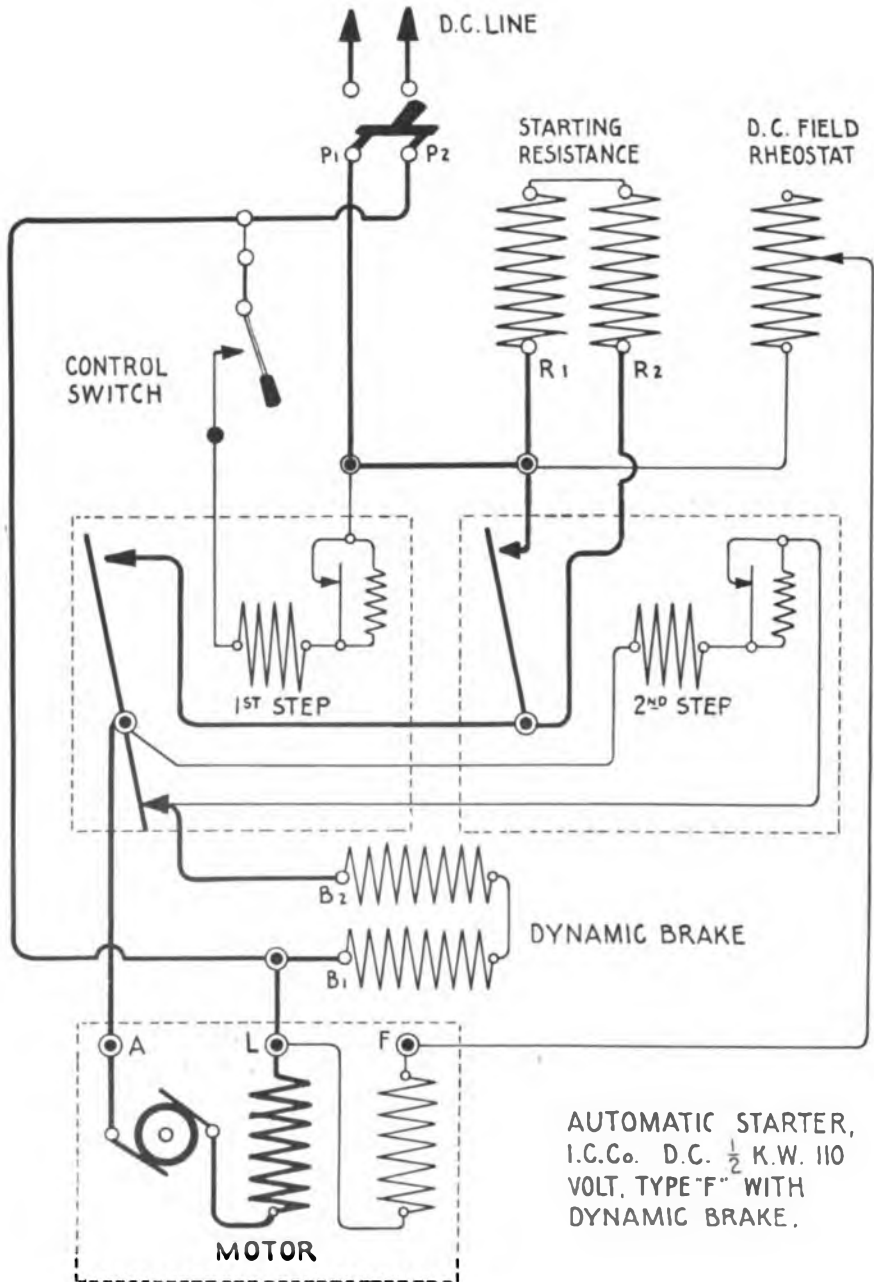 D.C. LINE
P1
P2
STARTING
RESISTANCE
D.C. FIELD
RHEOSTAT
R1
R2
CONTROL
SWITCH
1ST STEP
2ND STEP
B2
B1
DYNAMIC BRAKE
A
L
F
MOTOR
AUTOMATIC STARTER,
I.C.Co. D.C. 1/2 K.W. 110
VOLT, TYPE "F" WITH
DYNAMIC BRAKE.